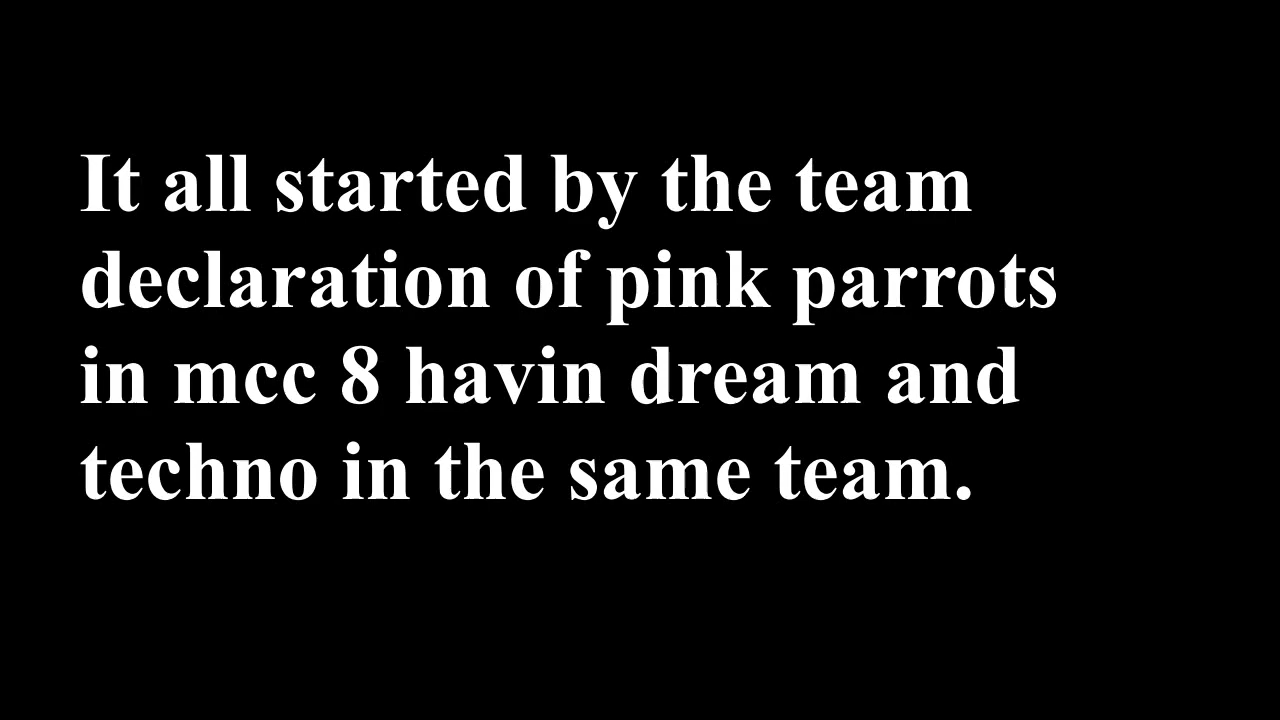 It all started by the team
declaration of pink parrots
in mcc 8 havin dream and
techno in the same team.